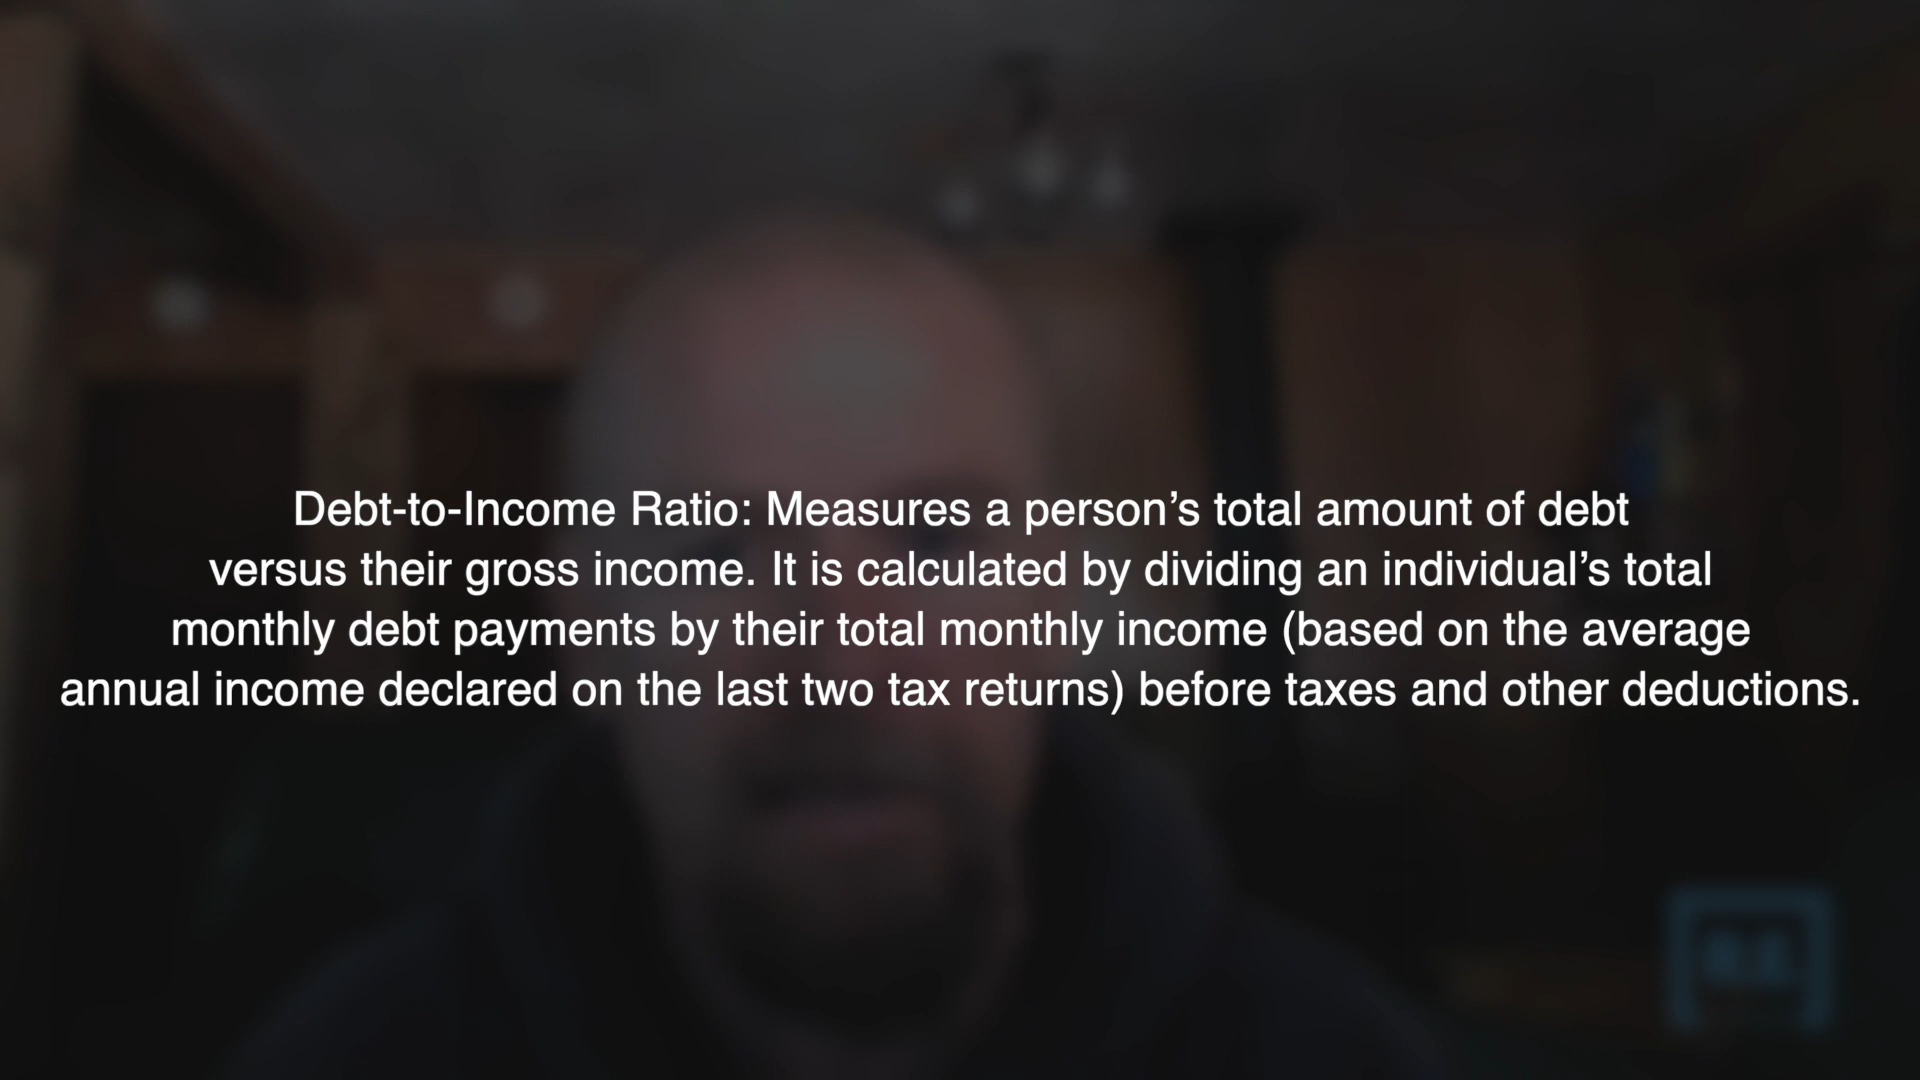 Debt-to-Income Ratio: Measures a person’s total amount of debt
versus their gross income. It is calculated by dividing an individual’s total
monthly debt payments by their total monthly income (based on the average
annual income declared on the last two tax returns) before taxes and other deductions.